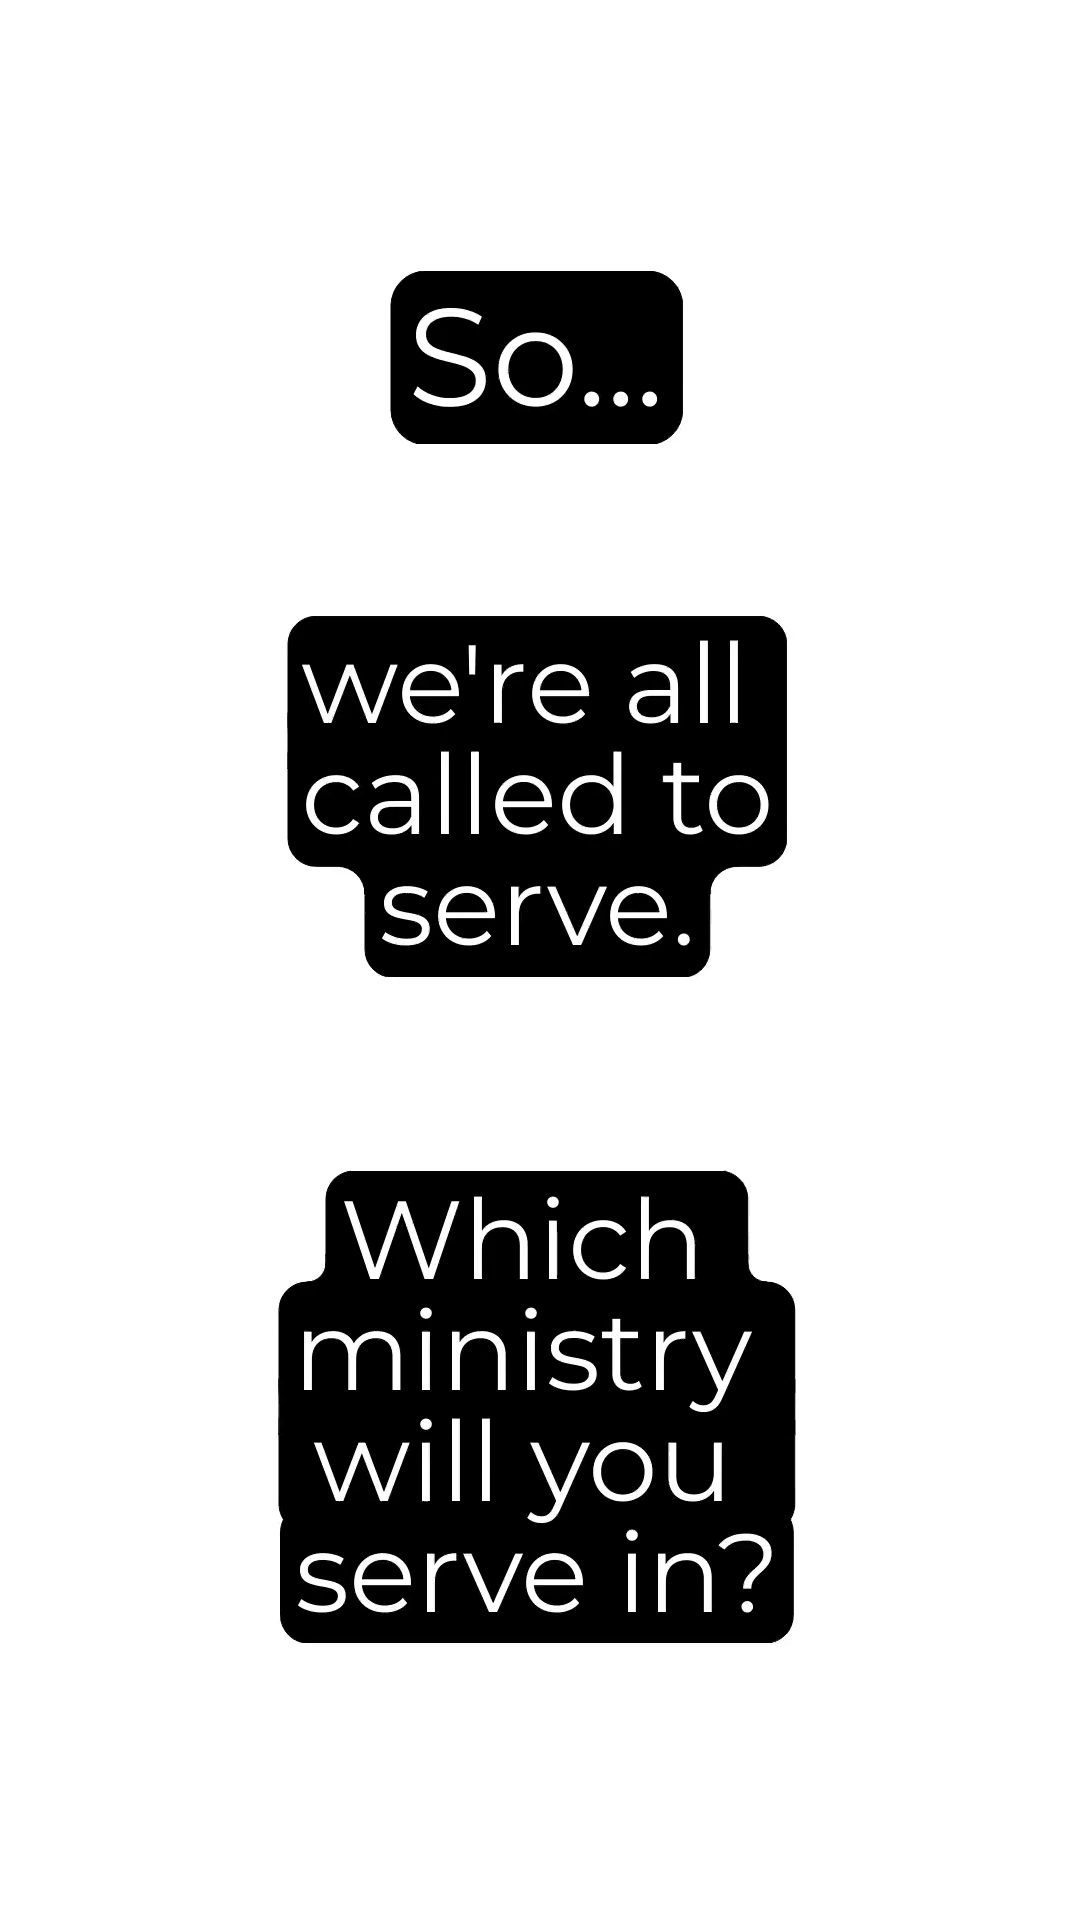 So...
we're all
called to
serve.
Which
ministry
will you
serve in?